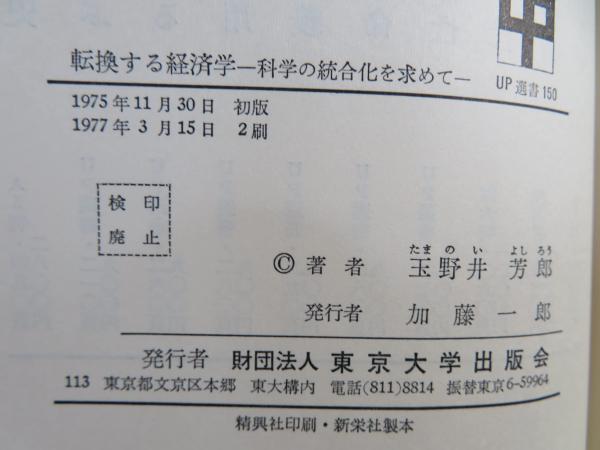 UP選書150
転換する経済学―科学の統合化を求めて―
1975年11月30日 初版
1977年3月15日 2刷
検印
廃止
たまのい よしろう
Ⓒ著者 玉野井芳郎
発行者 加藤一郎
発行者 財団法人 東京大学出版会
113 東京都文京区本郷 東大構内 電話(811)8814 振替東京6-59964
精興社印刷・新栄社製本